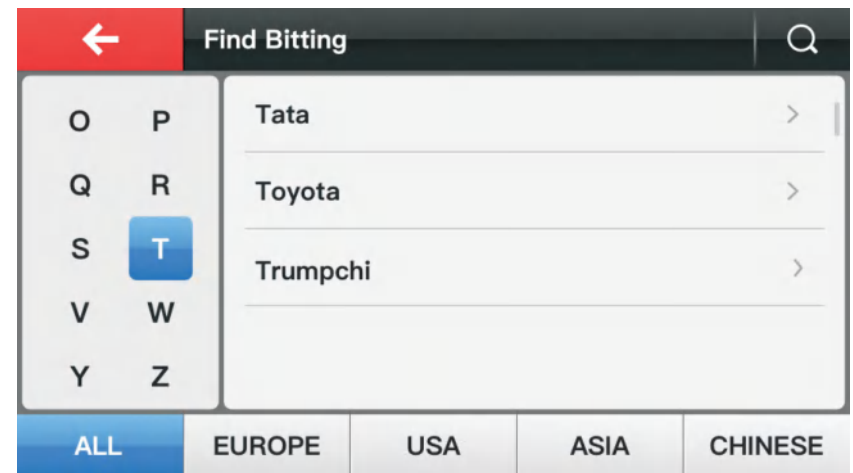 Find Bitting
O P
Q R
S T
V W
Y Z
Tata
Toyota
Trumpchi
ALL EUROPE USA ASIA CHINESE